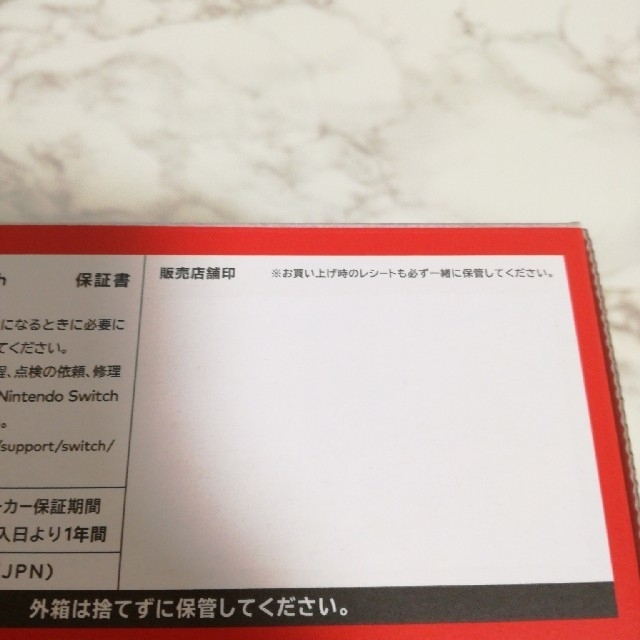 h 保証書
販売店舗印 ※お買い上げ時のレシートも必ず一緒に保管してください。
になるときに必要に
てください。
、点検の依頼、修理
Nintendo Switch
。
/support/switch/
ーカー保証期間
入日より1年間
JPN)
外箱は捨てずに保管してください。